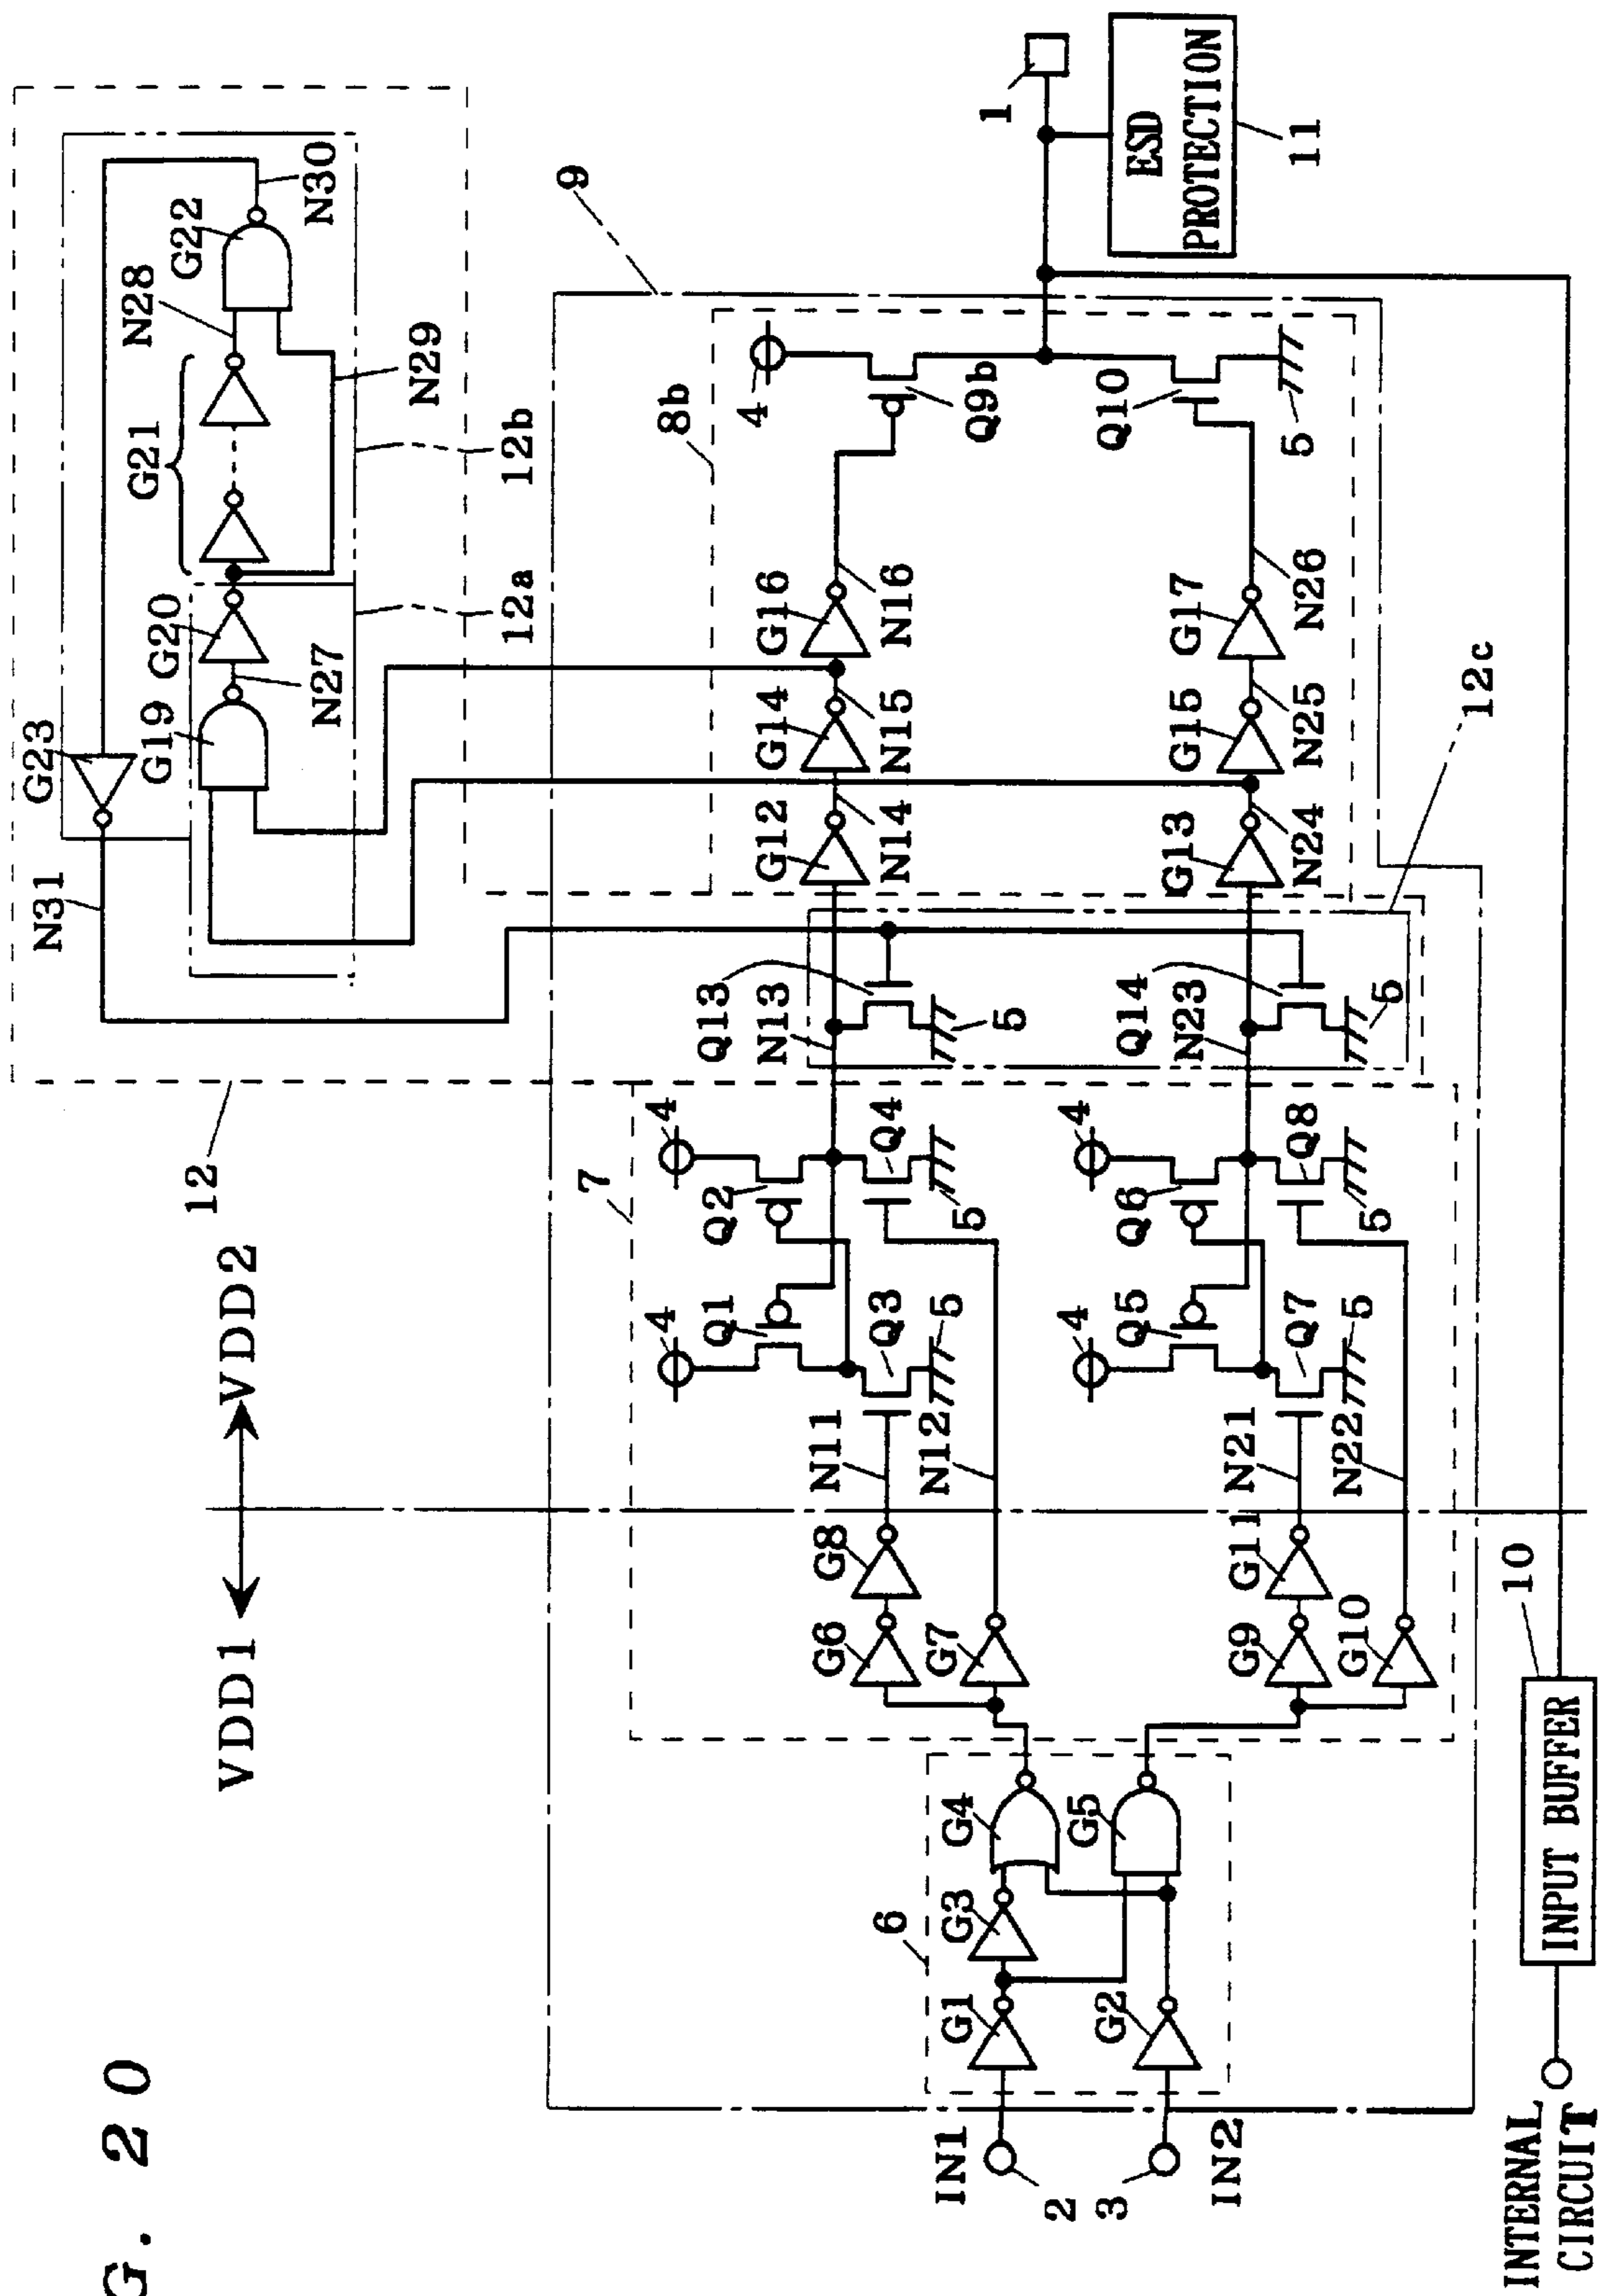 G. 20
VDD1
VDD2
12
N31
G23
G19
N27
G20
12a
G21
N28
N29
12b
G22
N30
9
7
8b
4
Q1
Q2
4
Q3
5
Q4
5
N11
N12
G8
G6
G7
Q13
N13
5
G12
N14
G14
N15
G16
N16
4
Q9b
Q10
5
1
ESD
PROTECTION
11
4
Q5
Q6
4
Q7
5
Q8
5
N21
N22
G11
G9
G10
Q14
N23
5
G13
N24
G15
N25
G17
N26
12c
6
G1
G3
G4
G5
G2
IN1
2
3
IN2
10
INPUT BUFFER
INTERNAL
CIRCUIT